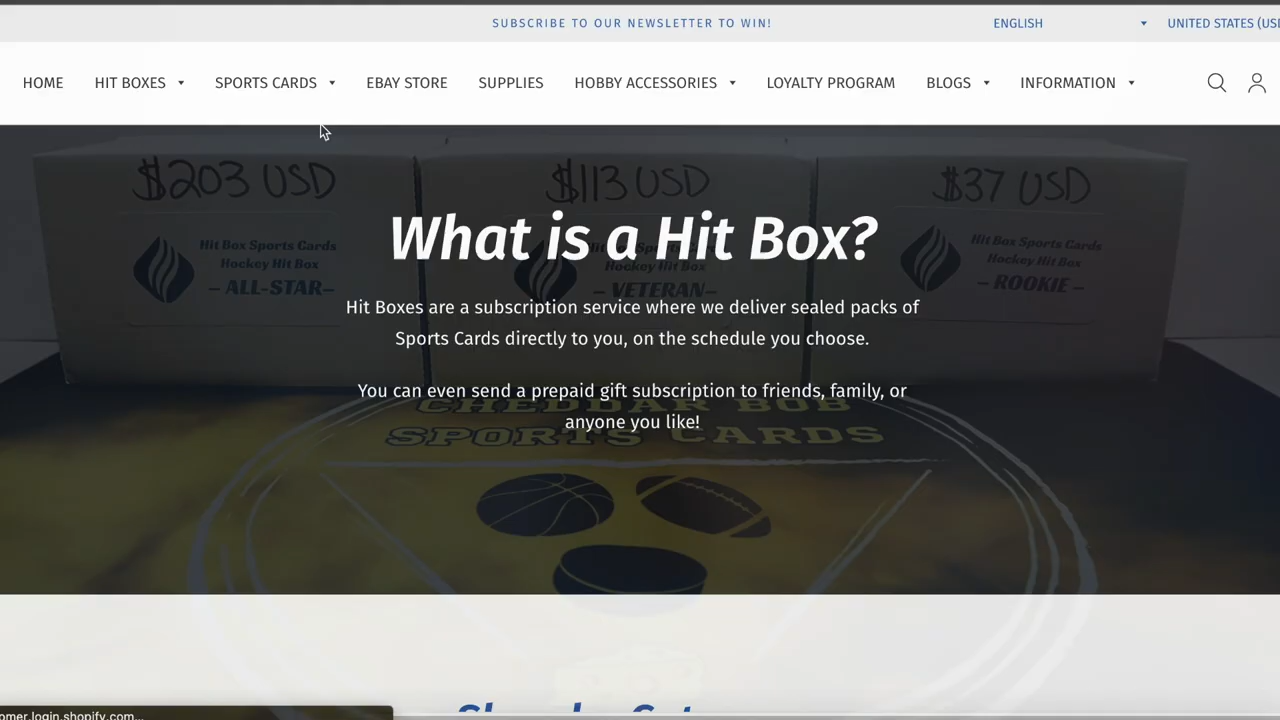 SUBSCRIBE TO OUR NEWSLETTER TO WIN!
ENGLISH
UNITED STATES (USD
HOME
HIT BOXES
SPORTS CARDS
EBAY STORE
SUPPLIES
HOBBY ACCESSORIES
LOYALTY PROGRAM
BLOGS
INFORMATION
$203 USD
$113 USD
$37 USD
What is a Hit Box?
Hit Box Sports Cards
Hockey Hit Box
– ALL-STAR–
Hockey Hit Box
– VETERAN–
Hit Box Sports Cards
Hockey Hit Box
– ROOKIE –
Hit Boxes are a subscription service where we deliver sealed packs of
Sports Cards directly to you, on the schedule you choose.
You can even send a prepaid gift subscription to friends, family, or
anyone you like!
CHEDDAR BOB
SPORTS CARDS
omer.login.shopify.com...